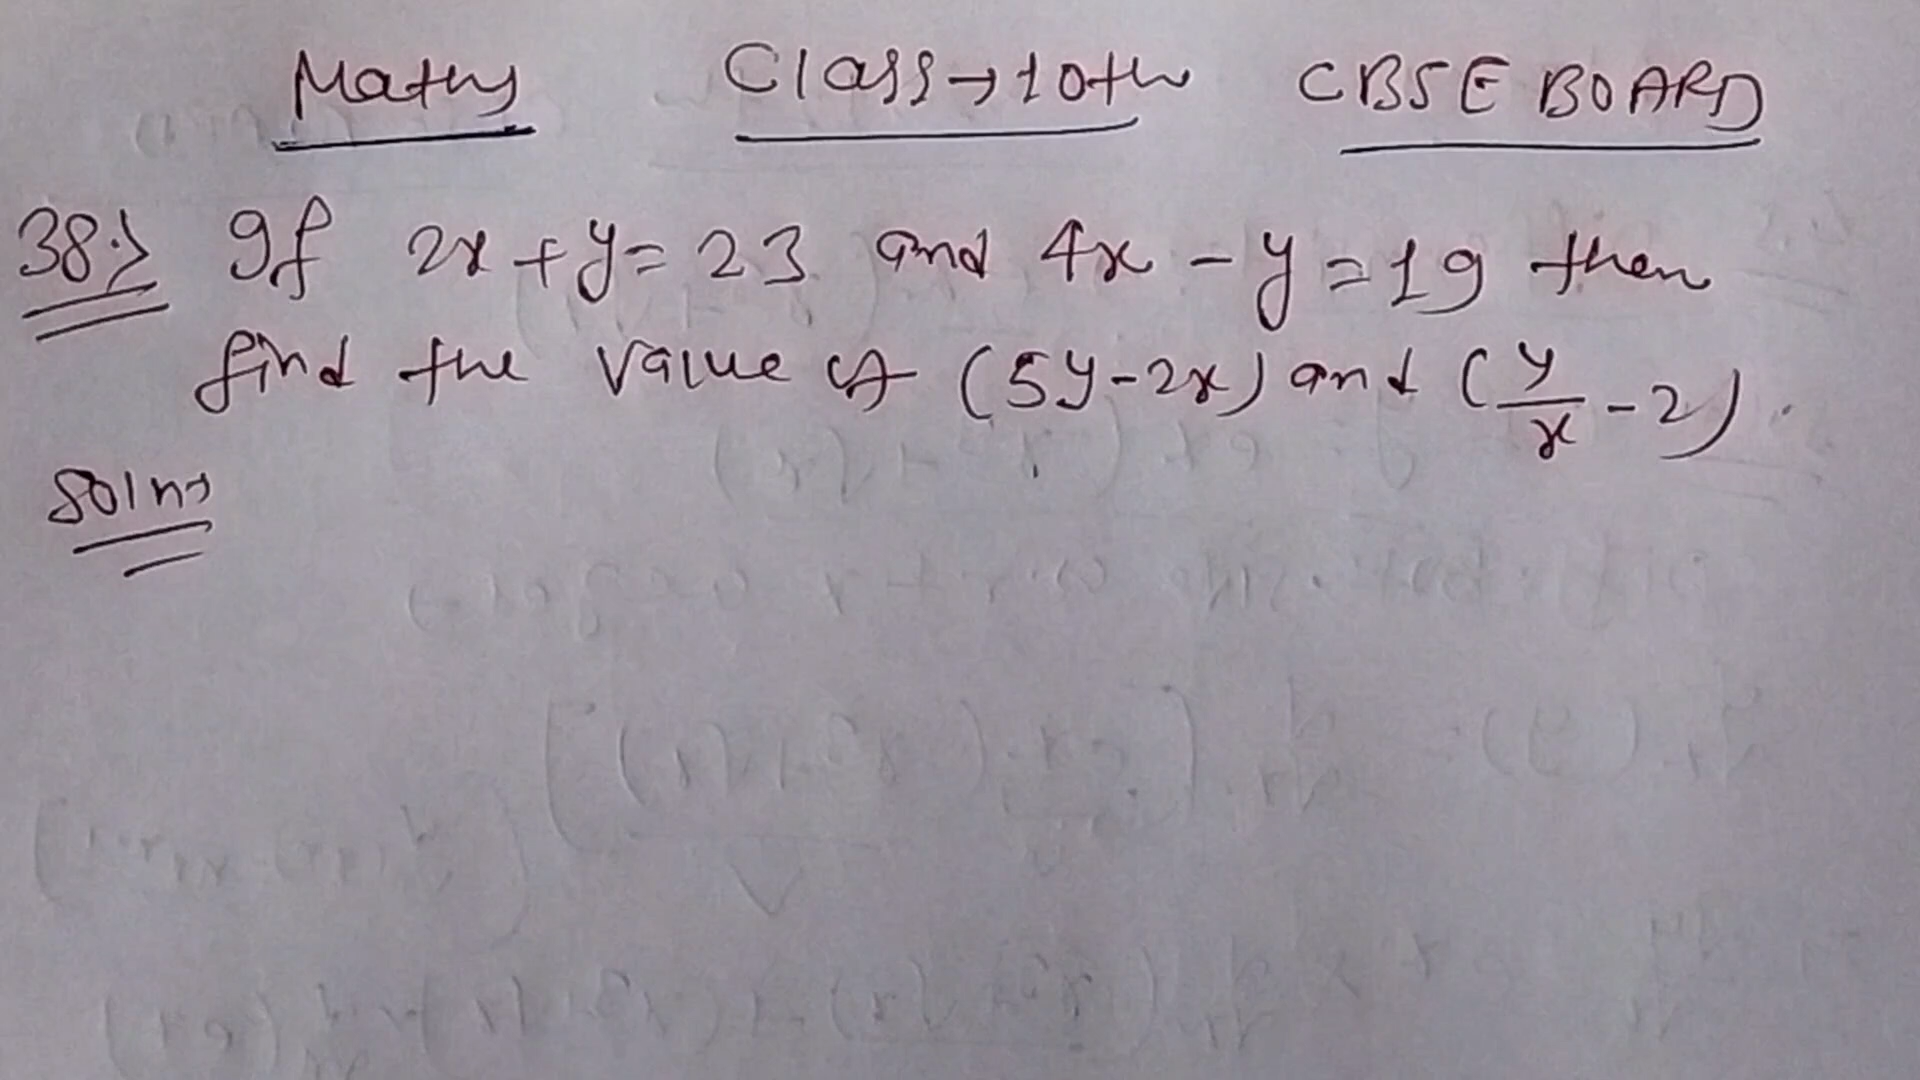 Maths Class→10th CBSE BOARD
38:> If 2x + y = 23 and 4x - y = 19 then
find the value of (5y-2x) and (y/x - 2).
Soln→